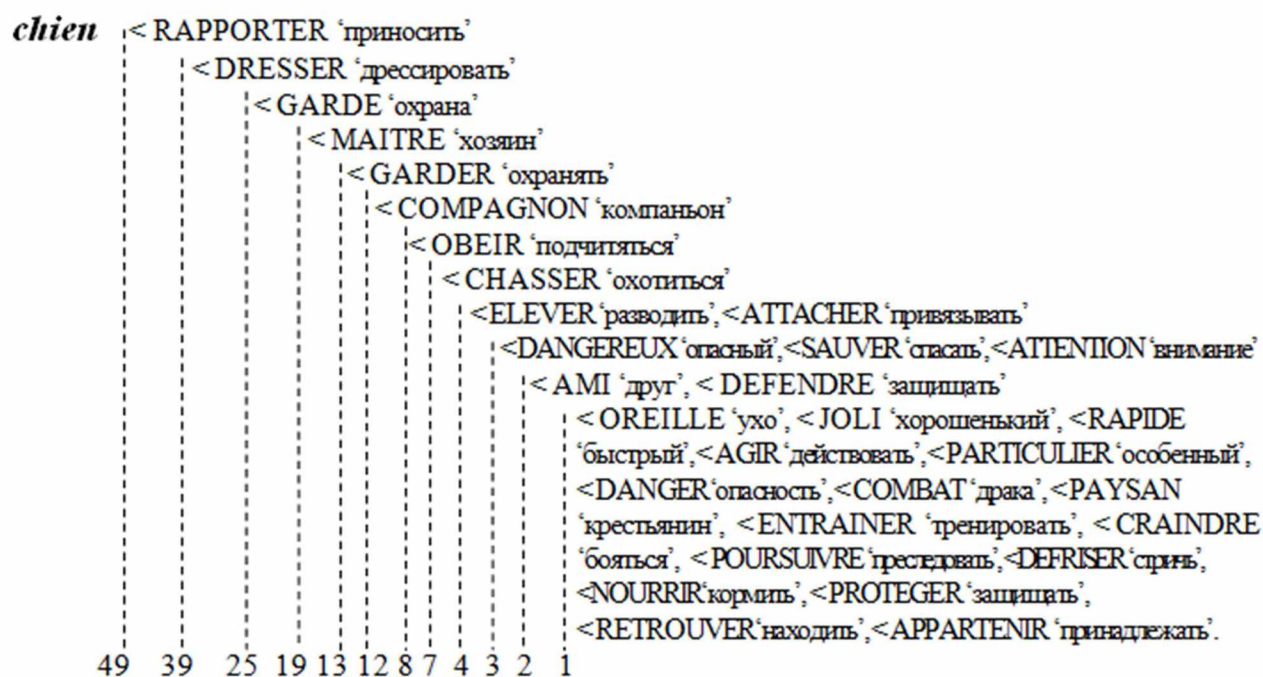 chien < RAPPORTER ‘приносить’
< DRESSER ‘дрессировать’
< GARDE ‘охрана’
< MAITRE ‘хозяин’
< GARDER ‘охранять’
< COMPAGNON ‘компаньон’
< OBEIR ‘подчитяться’
< CHASSER ‘охотиться’
<ELEVER ‘разводить’,<ATTACHER ‘привязывать’
<DANGEREUX ‘опасный’,<SAUVER ‘спасать’,<ATTENTION ‘внимание’
< AMI ‘друг’, < DEFENDRE ‘защищать’
< OREILLE ‘ухо’, < JOLI ‘хорошенький’, <RAPIDE
‘быстрый’,<AGIR ‘действовать’,<PARTICULIER ‘особенный’,
<DANGER ‘опасность’,<COMBAT ‘драка’, <PAYSAN
‘крестьянин’, <ENTRAINER ‘тренировать’, < CRAINDRE
‘бояться’, <POURSUIVRE ‘преследовать’,<DEFRISER ‘стричь’,
<NOURRIR ‘кормить’,<PROTEGER ‘защищать’,
<RETROUVER ‘находить’,<APPARTENIR ‘принадлежать’.
49 39 25 19 13 12 8 7 4 3 2 1